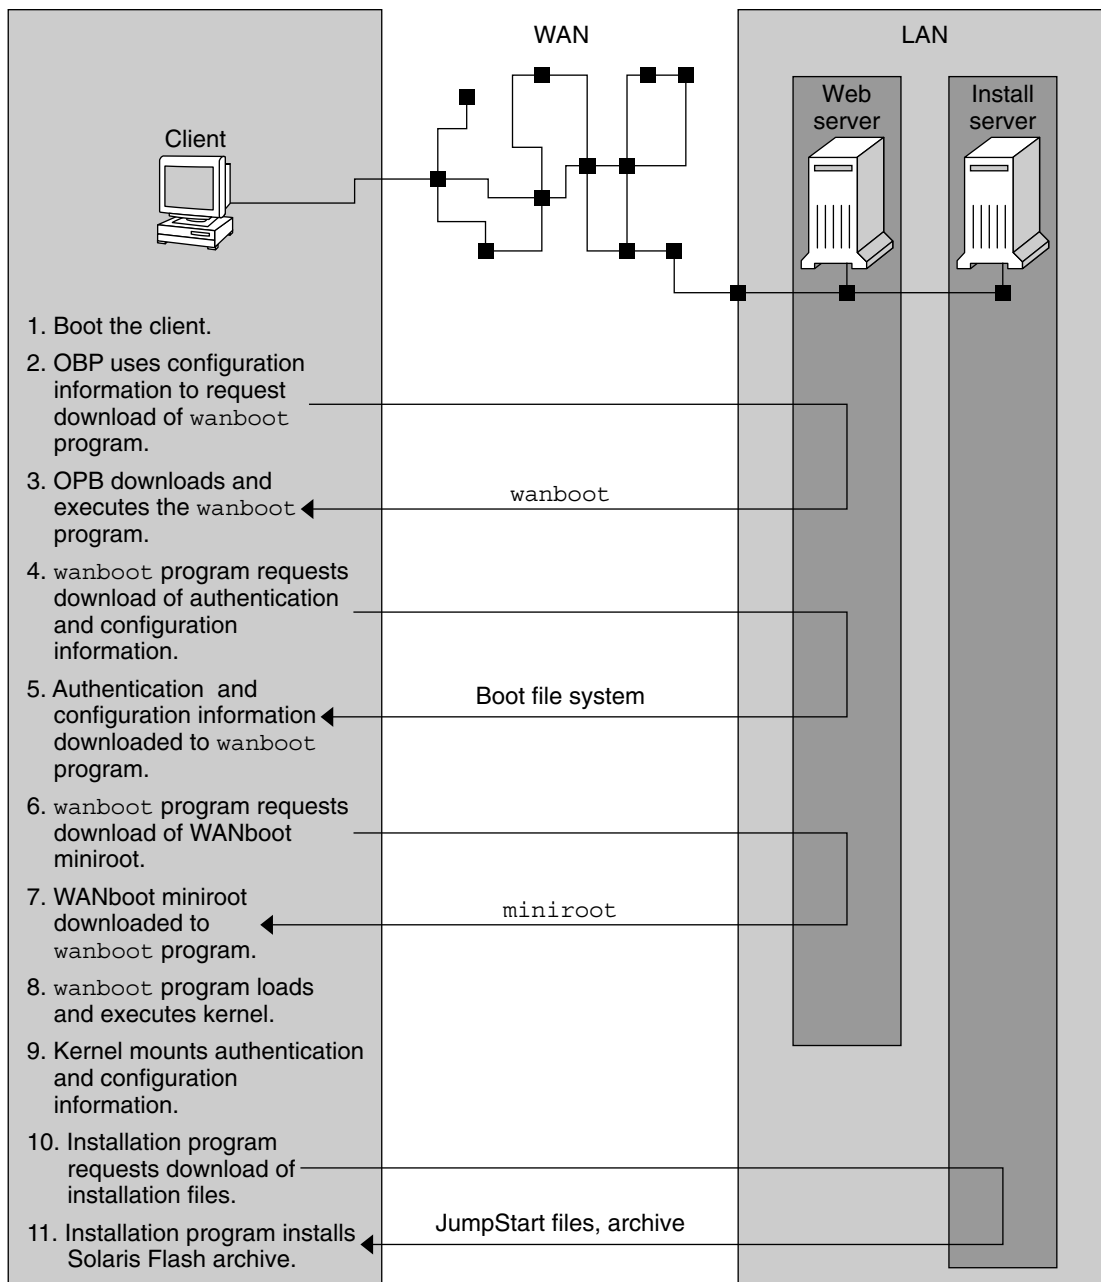 WAN
LAN
Client
Web
server
Install
server
1. Boot the client.
2. OBP uses configuration
information to request
download of wanboot
program.
3. OPB downloads and
executes the wanboot
program.
wanboot
4. wanboot program requests
download of authentication
and configuration
information.
5. Authentication and
configuration information
downloaded to wanboot
program.
Boot file system
6. wanboot program requests
download of WANboot
miniroot.
7. WANboot miniroot
downloaded to
wanboot program.
miniroot
8. wanboot program loads
and executes kernel.
9. Kernel mounts authentication
and configuration
information.
10. Installation program
requests download of
installation files.
11. Installation program installs
Solaris Flash archive.
JumpStart files, archive